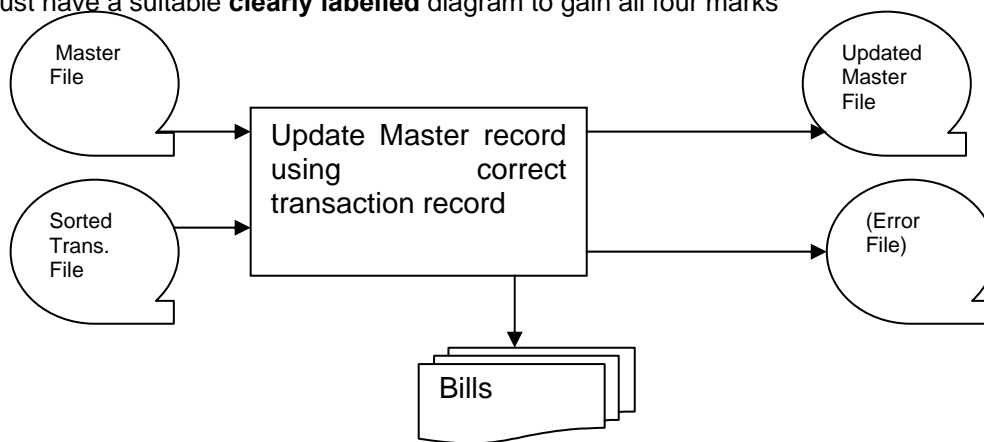 ust have a suitable clearly labelled diagram to gain all four marks
Master
File
Updated
Master
File
Update Master record
using correct
transaction record
Sorted
Trans.
File
(Error
File)
Bills